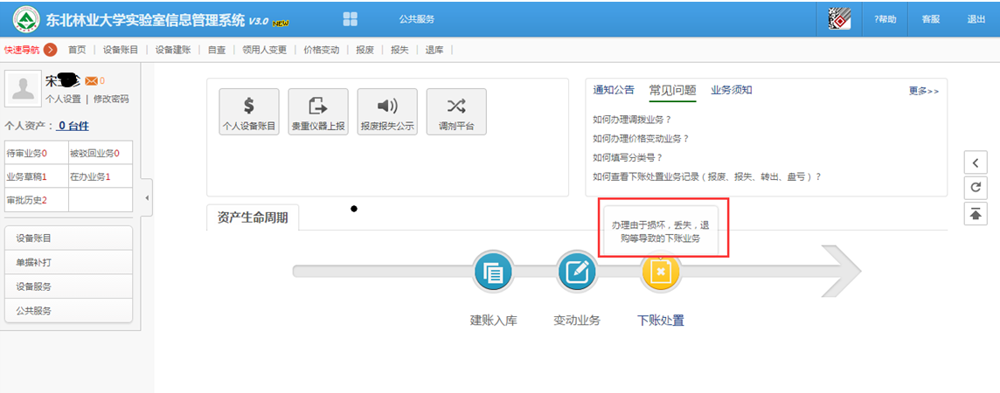 东北林业大学实验室信息管理系统 V3.0 NEW
公共服务
?帮助
客服
退出
快速导航
首页 | 设备账目 | 设备建账 | 自查 | 领用人变更 | 价格变动 | 报废 | 报失 | 退库 |
宋
0
个人设置 | 修改密码
个人资产： 0 台件
待审业务0 被驳回业务0
业务草稿1 在办业务1
审批历史2
设备账目
单据补打
设备服务
公共服务
个人设备账目
贵重仪器上报
报废报失公示
调剂平台
通知公告 常见问题 业务须知 更多>>
如何办理调拨业务？
如何办理价格变动业务？
如何填写分类号？
如何查看下账处置业务记录（报废、报失、转出、盘亏）？
资产生命周期
办理由于损坏，丢失，退
购等导致的下账业务
建账入库
变动业务
下账处置